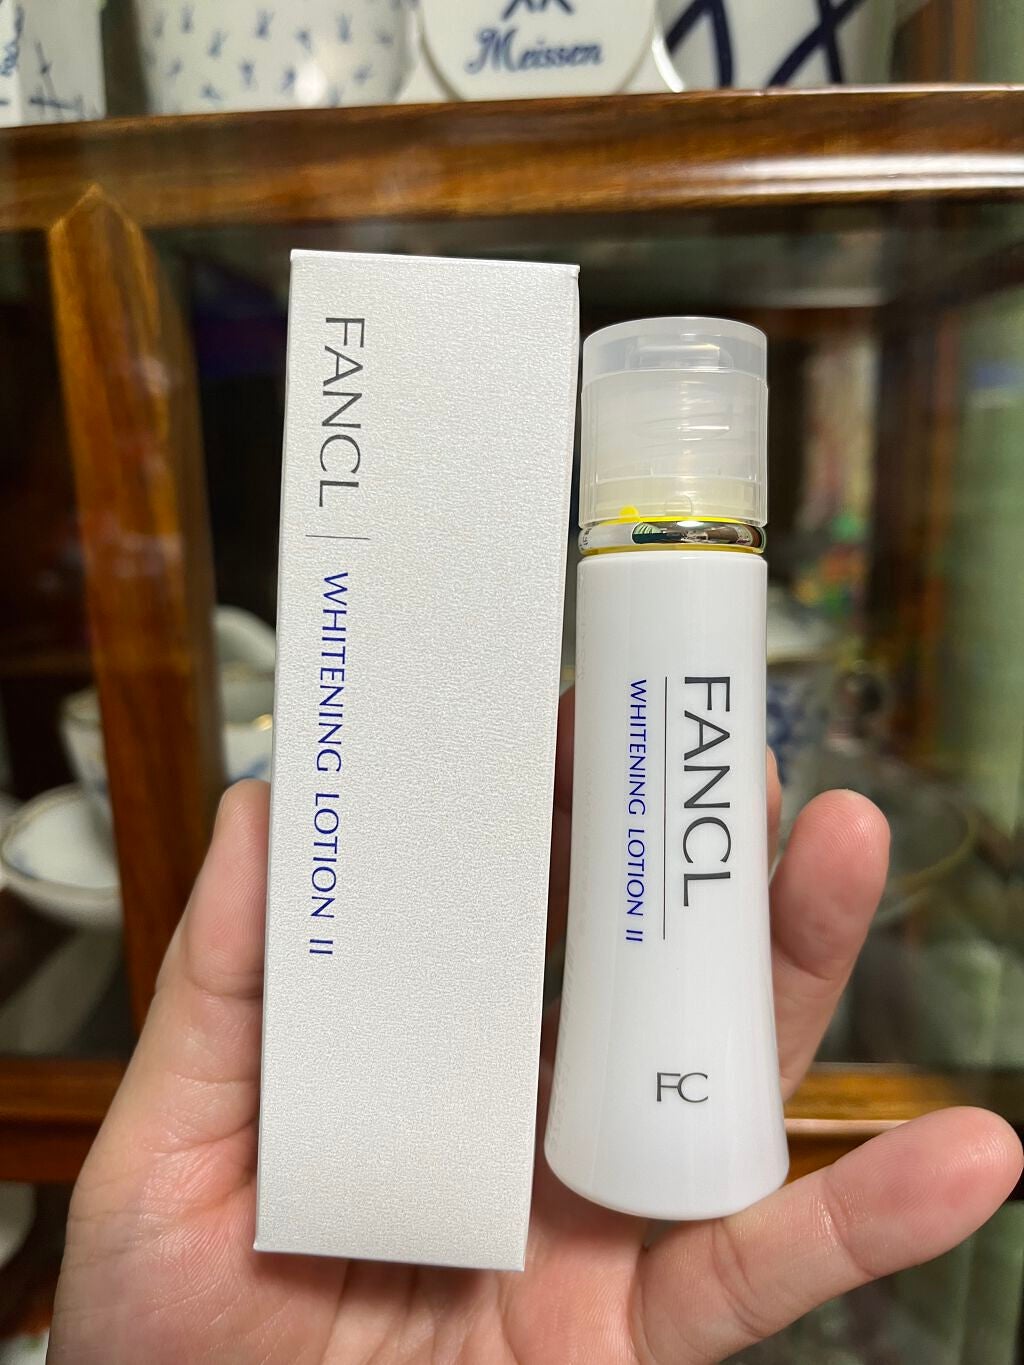 Meissen
FANCL
WHITENING LOTION II
FANCL
WHITENING LOTION II
FC